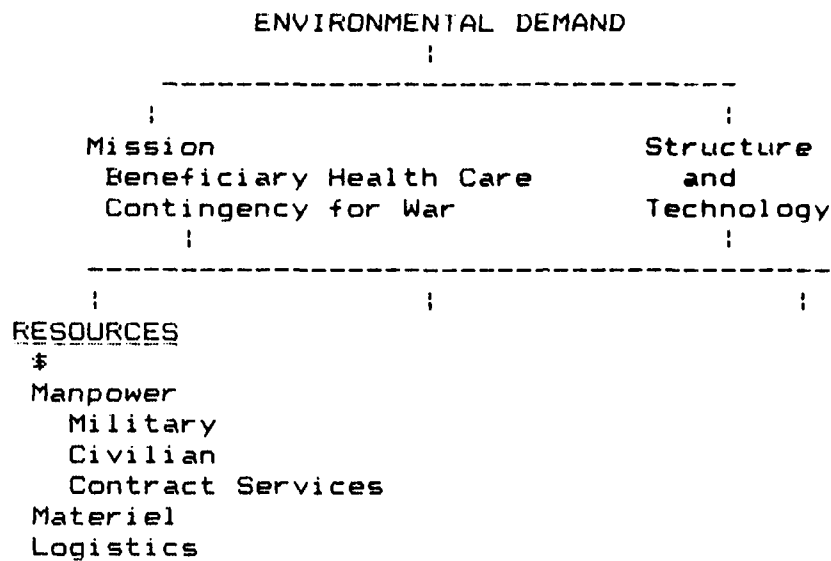 ENVIRONMENTAL DEMAND
Mission Structure
Beneficiary Health Care and
Contingency for War Technology
RESOURCES
$
Manpower
Military
Civilian
Contract Services
Materiel
Logistics